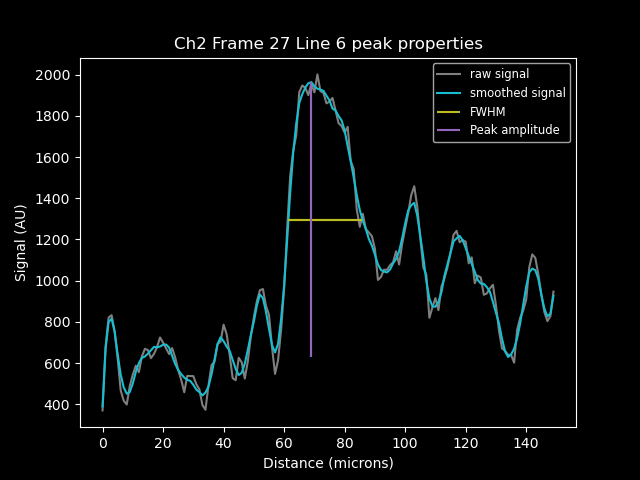 Ch2 Frame 27 Line 6 peak properties
raw signal
smoothed signal
FWHM
Peak amplitude
2000
1800
1600
1400
1200
1000
800
600
400
Signal (AU)
0 20 40 60 80 100 120 140
Distance (microns)